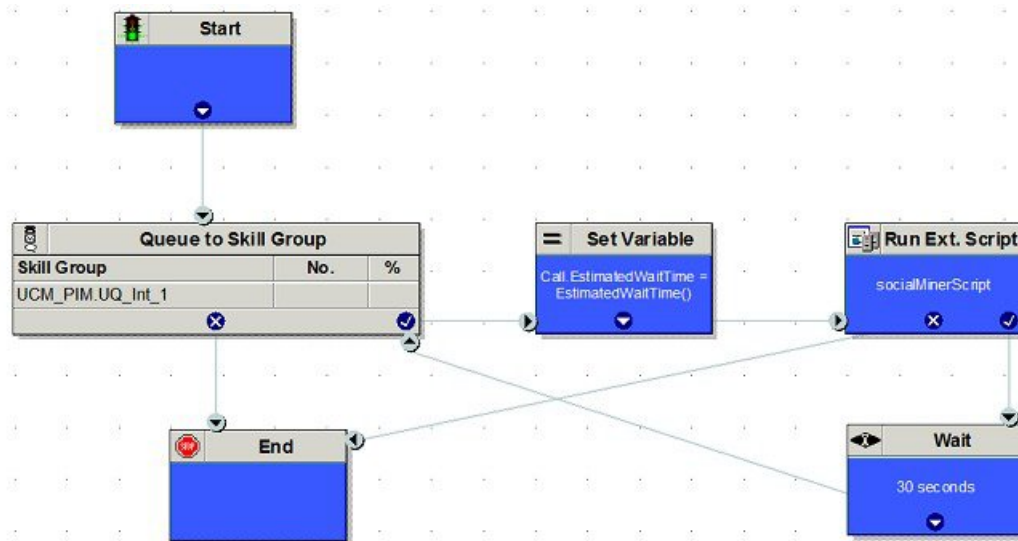 Start
Queue to Skill Group
Skill Group No. %
UCM_PIM.UQ_Int_1
Set Variable
Call.EstimatedWaitTime =
EstimatedWaitTime()
Run Ext. Script
socialMinerScript
End
Wait
30 seconds